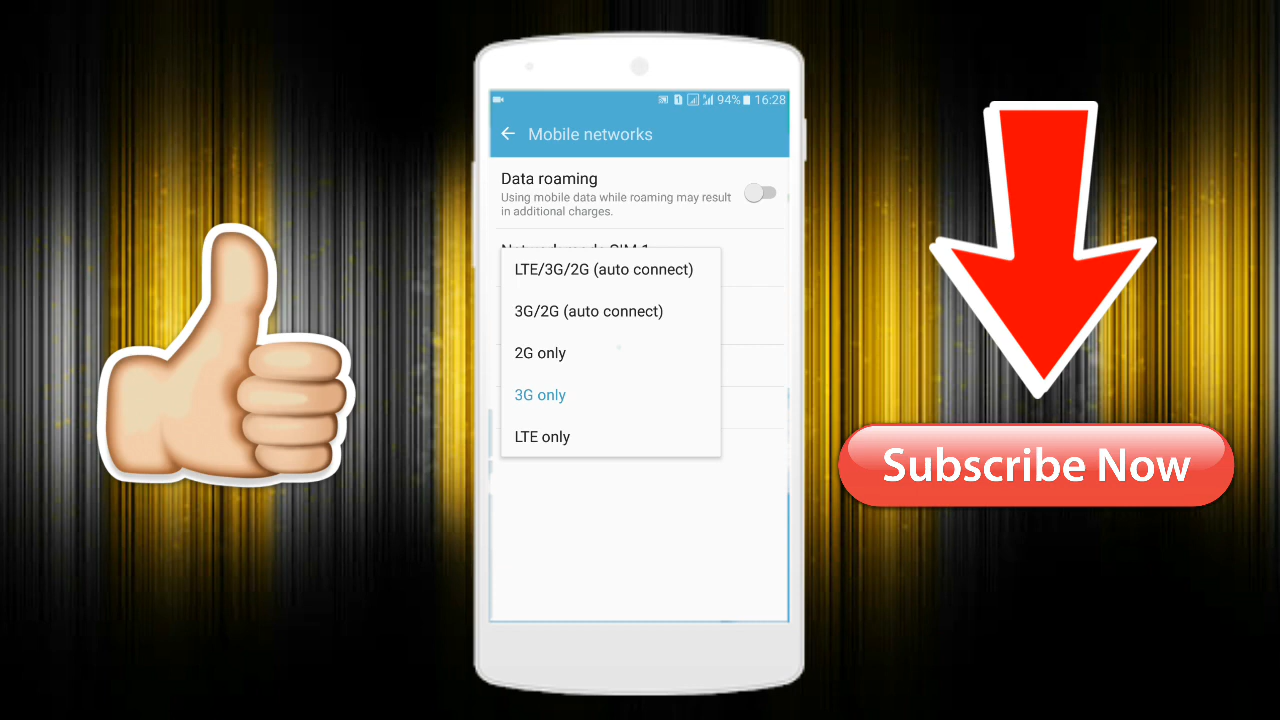 94% 16:28
Mobile networks
Data roaming
Using mobile data while roaming may result
in additional charges.
LTE/3G/2G (auto connect)
3G/2G (auto connect)
2G only
3G only
LTE only
Subscribe Now